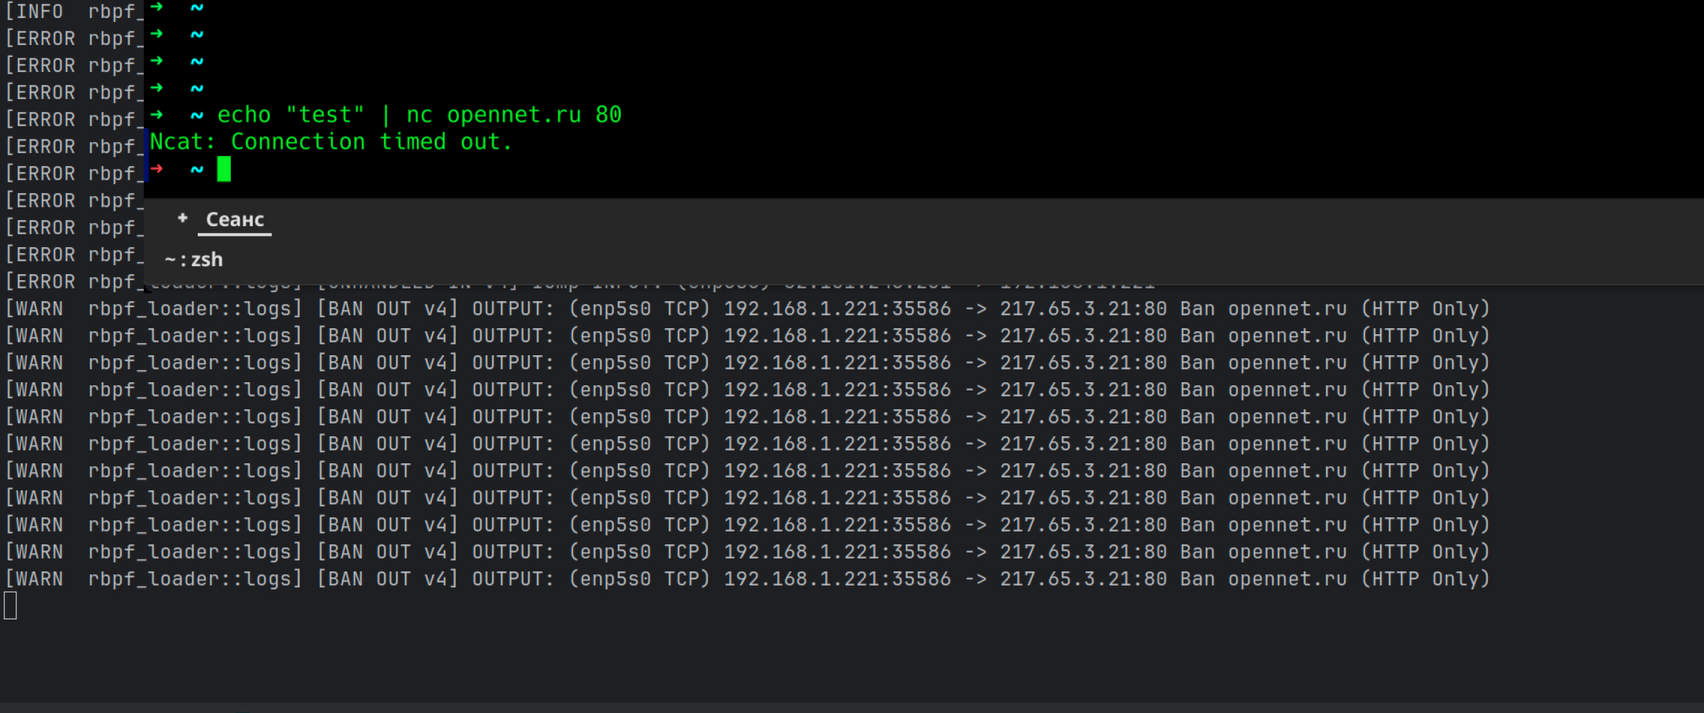 [INFO  rbpf_ ➜  ~
[ERROR rbpf_ ➜  ~
[ERROR rbpf_ ➜  ~
[ERROR rbpf_ ➜  ~
[ERROR rbpf_ ➜  ~ echo "test" | nc opennet.ru 80
[ERROR rbpf_ Ncat: Connection timed out.
[ERROR rbpf_ ➜  ~
[ERROR rbpf_
[ERROR rbpf_ + Сеанс
[ERROR rbpf_ ~ : zsh
[ERROR rbpf_loader::logs] [UNHANDLED IN v4] Icmp INPUT: (enp5s0)
[WARN  rbpf_loader::logs] [BAN OUT v4] OUTPUT: (enp5s0 TCP) 192.168.1.221:35586 -> 217.65.3.21:80 Ban opennet.ru (HTTP Only)
[WARN  rbpf_loader::logs] [BAN OUT v4] OUTPUT: (enp5s0 TCP) 192.168.1.221:35586 -> 217.65.3.21:80 Ban opennet.ru (HTTP Only)
[WARN  rbpf_loader::logs] [BAN OUT v4] OUTPUT: (enp5s0 TCP) 192.168.1.221:35586 -> 217.65.3.21:80 Ban opennet.ru (HTTP Only)
[WARN  rbpf_loader::logs] [BAN OUT v4] OUTPUT: (enp5s0 TCP) 192.168.1.221:35586 -> 217.65.3.21:80 Ban opennet.ru (HTTP Only)
[WARN  rbpf_loader::logs] [BAN OUT v4] OUTPUT: (enp5s0 TCP) 192.168.1.221:35586 -> 217.65.3.21:80 Ban opennet.ru (HTTP Only)
[WARN  rbpf_loader::logs] [BAN OUT v4] OUTPUT: (enp5s0 TCP) 192.168.1.221:35586 -> 217.65.3.21:80 Ban opennet.ru (HTTP Only)
[WARN  rbpf_loader::logs] [BAN OUT v4] OUTPUT: (enp5s0 TCP) 192.168.1.221:35586 -> 217.65.3.21:80 Ban opennet.ru (HTTP Only)
[WARN  rbpf_loader::logs] [BAN OUT v4] OUTPUT: (enp5s0 TCP) 192.168.1.221:35586 -> 217.65.3.21:80 Ban opennet.ru (HTTP Only)
[WARN  rbpf_loader::logs] [BAN OUT v4] OUTPUT: (enp5s0 TCP) 192.168.1.221:35586 -> 217.65.3.21:80 Ban opennet.ru (HTTP Only)
[WARN  rbpf_loader::logs] [BAN OUT v4] OUTPUT: (enp5s0 TCP) 192.168.1.221:35586 -> 217.65.3.21:80 Ban opennet.ru (HTTP Only)
[WARN  rbpf_loader::logs] [BAN OUT v4] OUTPUT: (enp5s0 TCP) 192.168.1.221:35586 -> 217.65.3.21:80 Ban opennet.ru (HTTP Only)